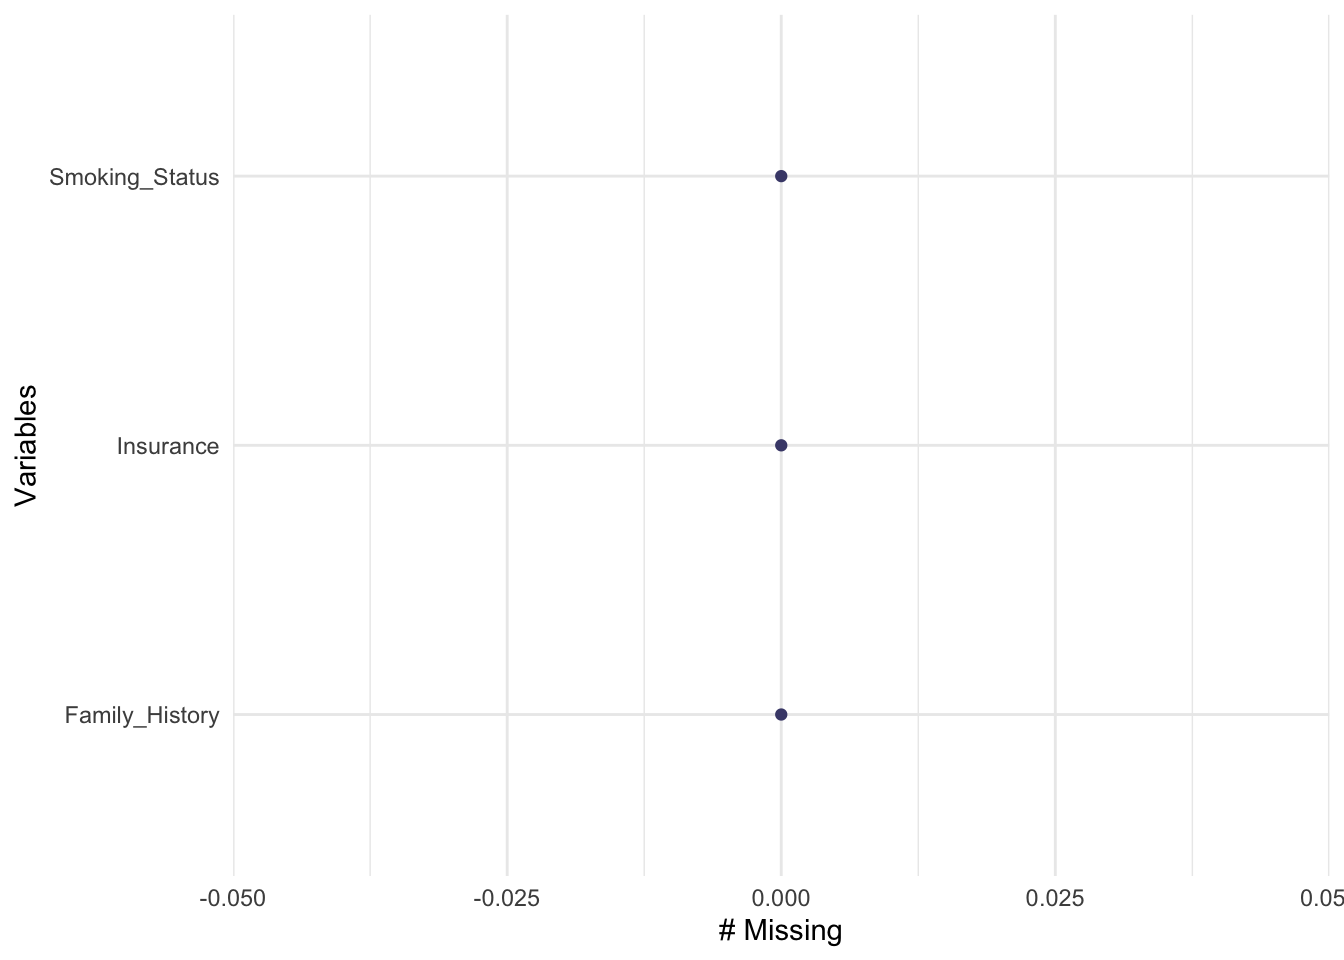 Smoking_Status
Insurance
Family_History
Variables
-0.050
-0.025
0.000
0.025
0.05
# Missing